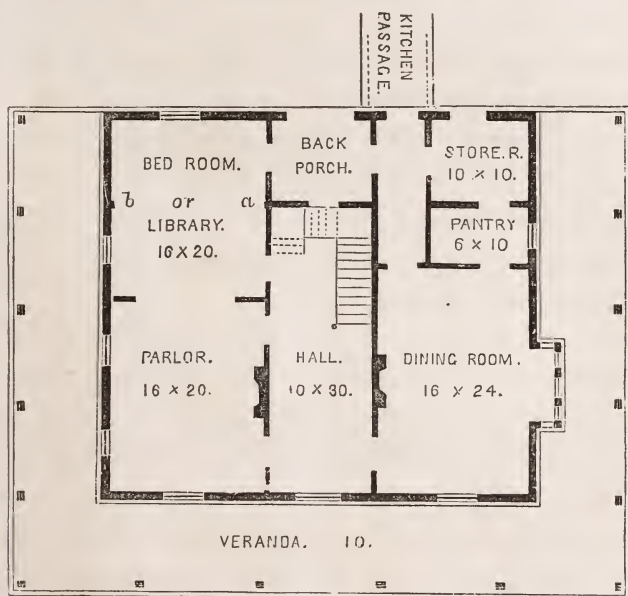 KITCHEN
PASSAGE.
BACK
PORCH.
STORE.R.
10 × 10.
BED ROOM.
b or a
LIBRARY.
16 X 20.
PANTRY
6 × 10
PARLOR.
16 × 20.
HALL.
10 × 30.
DINING ROOM.
16 × 24.
VERANDA. 10.